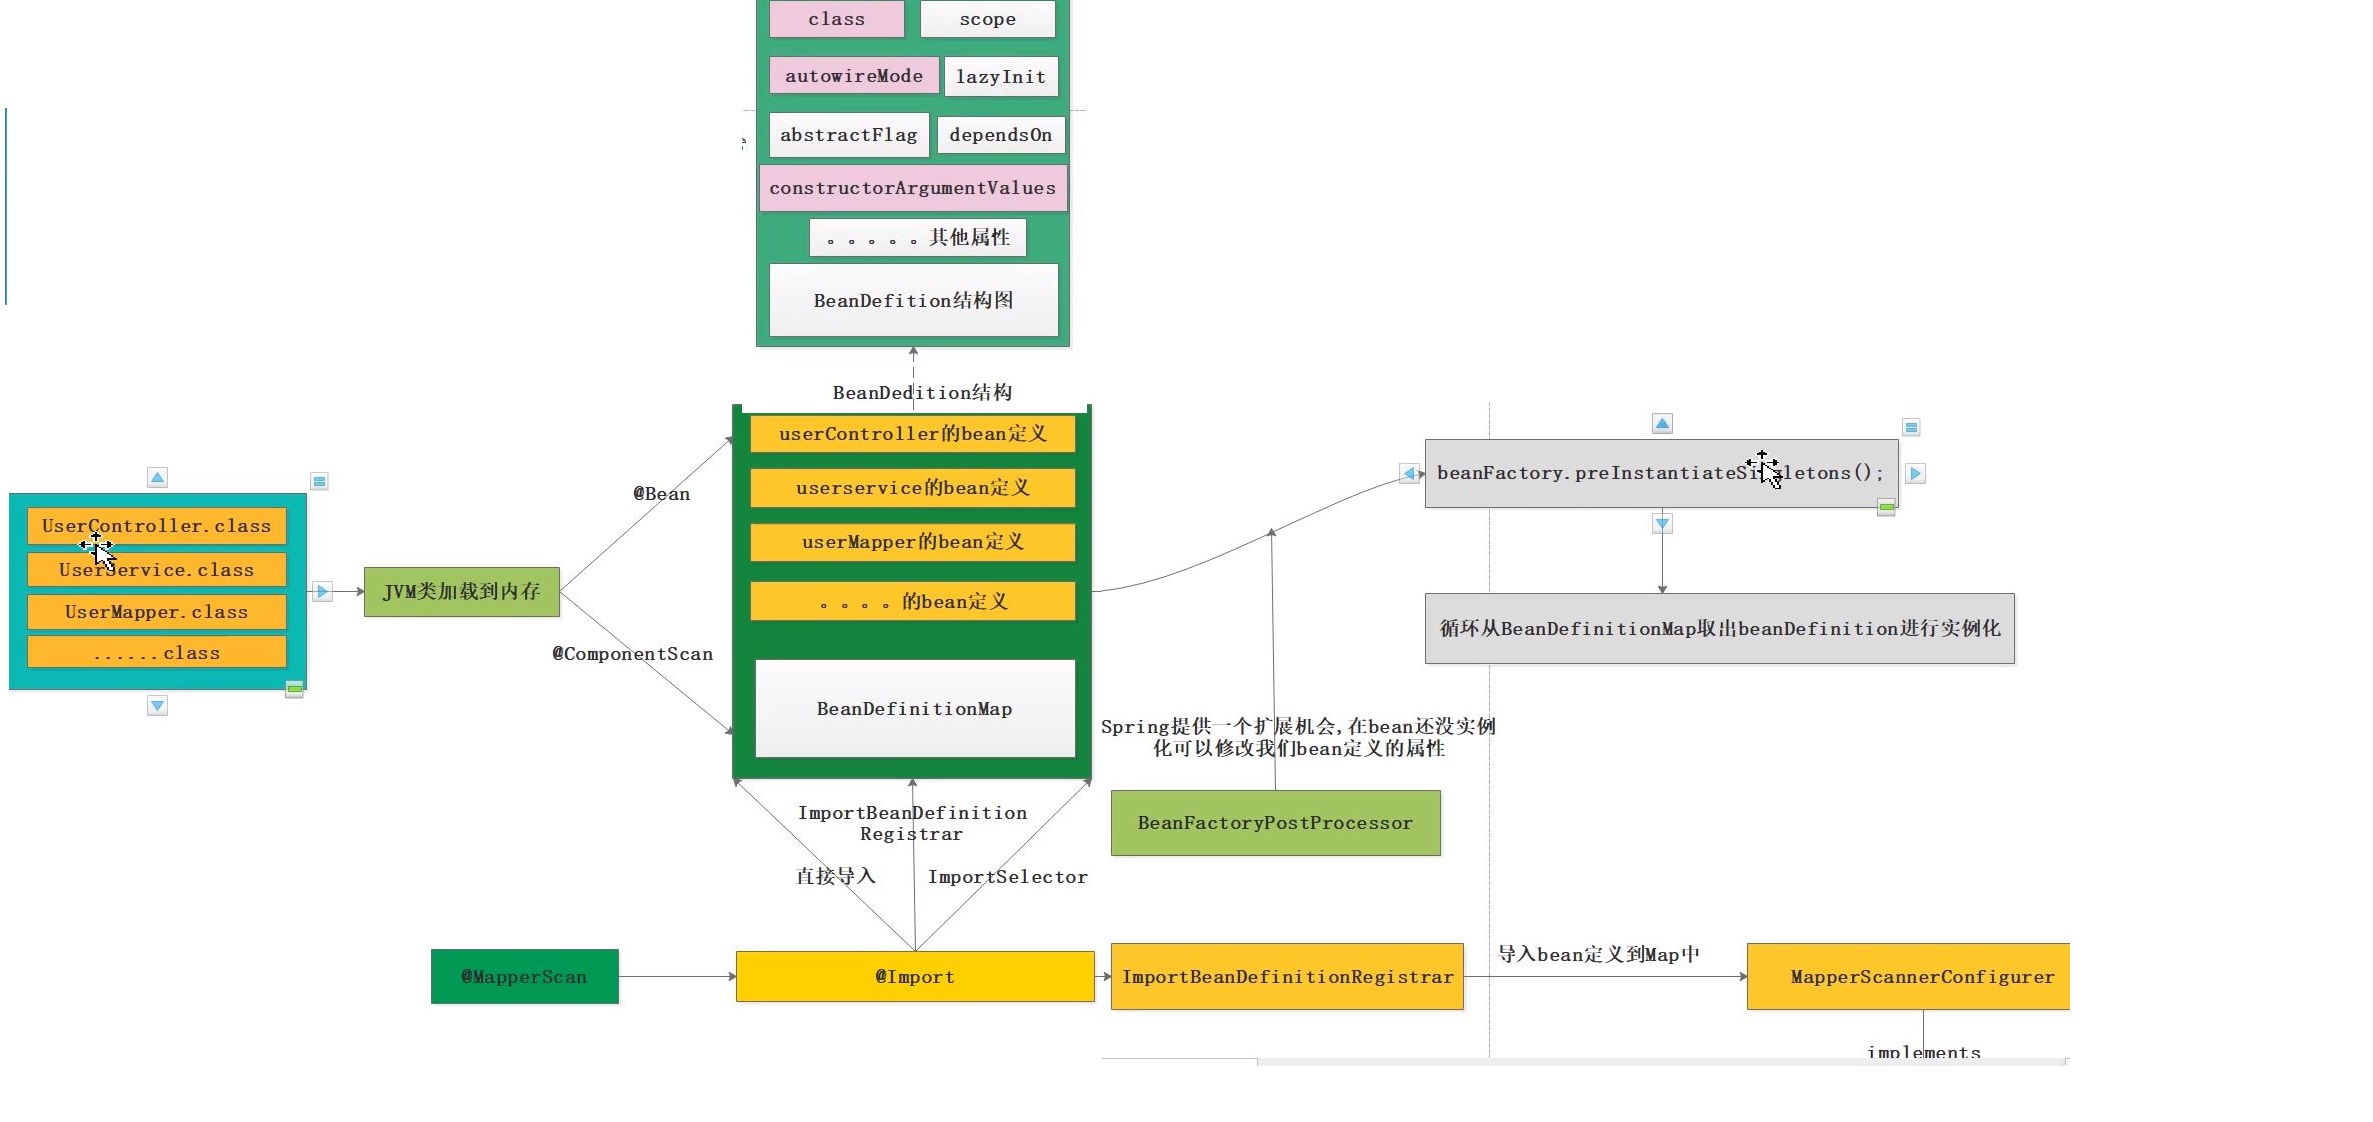 class
scope
autowireMode
lazyInit
abstractFlag
dependsOn
constructorArgumentValues
。。。。。其他属性
BeanDefition结构图
BeanDedition结构
userController的bean定义
userservice的bean定义
userMapper的bean定义
。。。。的bean定义
BeanDefinitionMap
UserController.class
UserService.class
UserMapper.class
......class
JVM类加载到内存
@Bean
@ComponentScan
beanFactory.preInstantiateSingletons();
循环从BeanDefinitionMap取出beanDefinition进行实例化
Spring提供一个扩展机会,在bean还没实例
化可以修改我们bean定义的属性
BeanFactoryPostProcessor
ImportBeanDefinition
Registrar
直接导入
ImportSelector
@MapperScan
@Import
ImportBeanDefinitionRegistrar
导入bean定义到Map中
MapperScannerConfigurer
implements